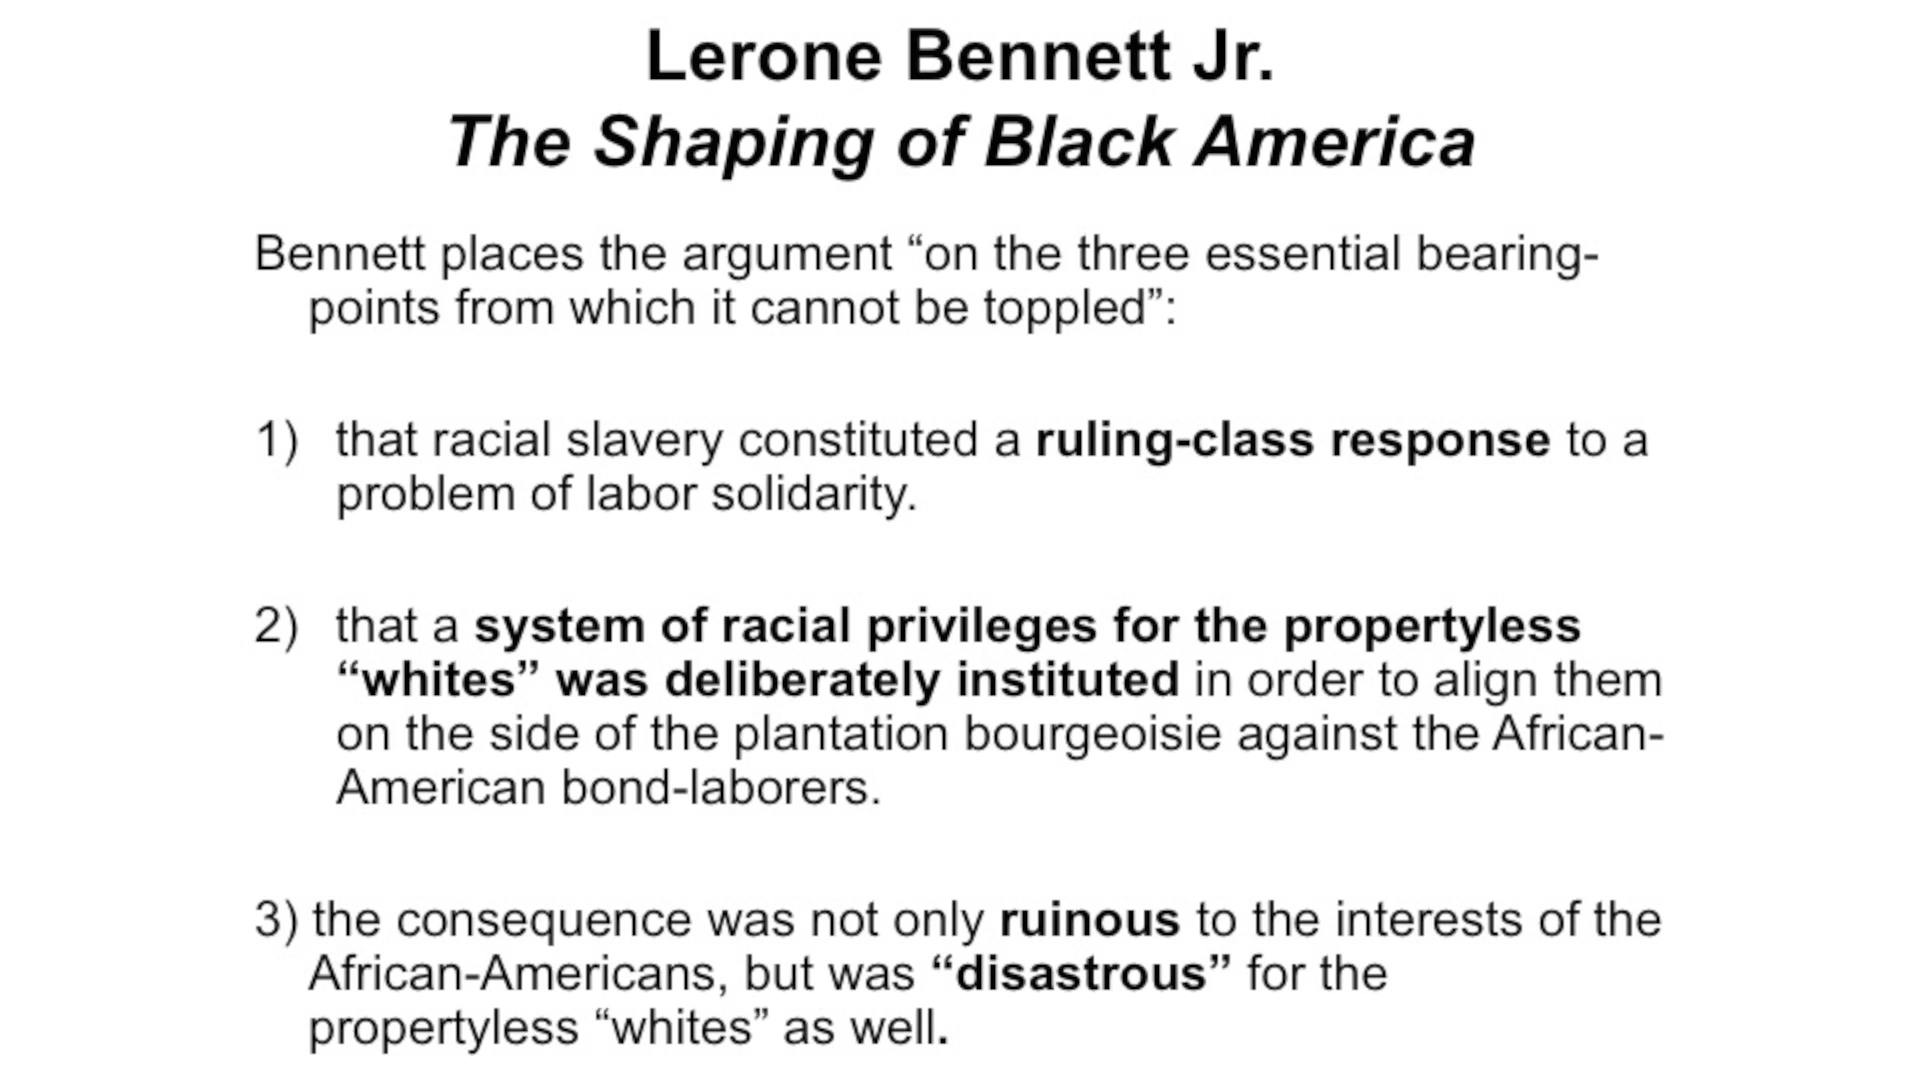 Lerone Bennett Jr.
The Shaping of Black America
Bennett places the argument “on the three essential bearing-
points from which it cannot be toppled”:
1) that racial slavery constituted a ruling-class response to a
problem of labor solidarity.
2) that a system of racial privileges for the propertyless
“whites” was deliberately instituted in order to align them
on the side of the plantation bourgeoisie against the African-
American bond-laborers.
3) the consequence was not only ruinous to the interests of the
African-Americans, but was “disastrous” for the
propertyless “whites” as well.